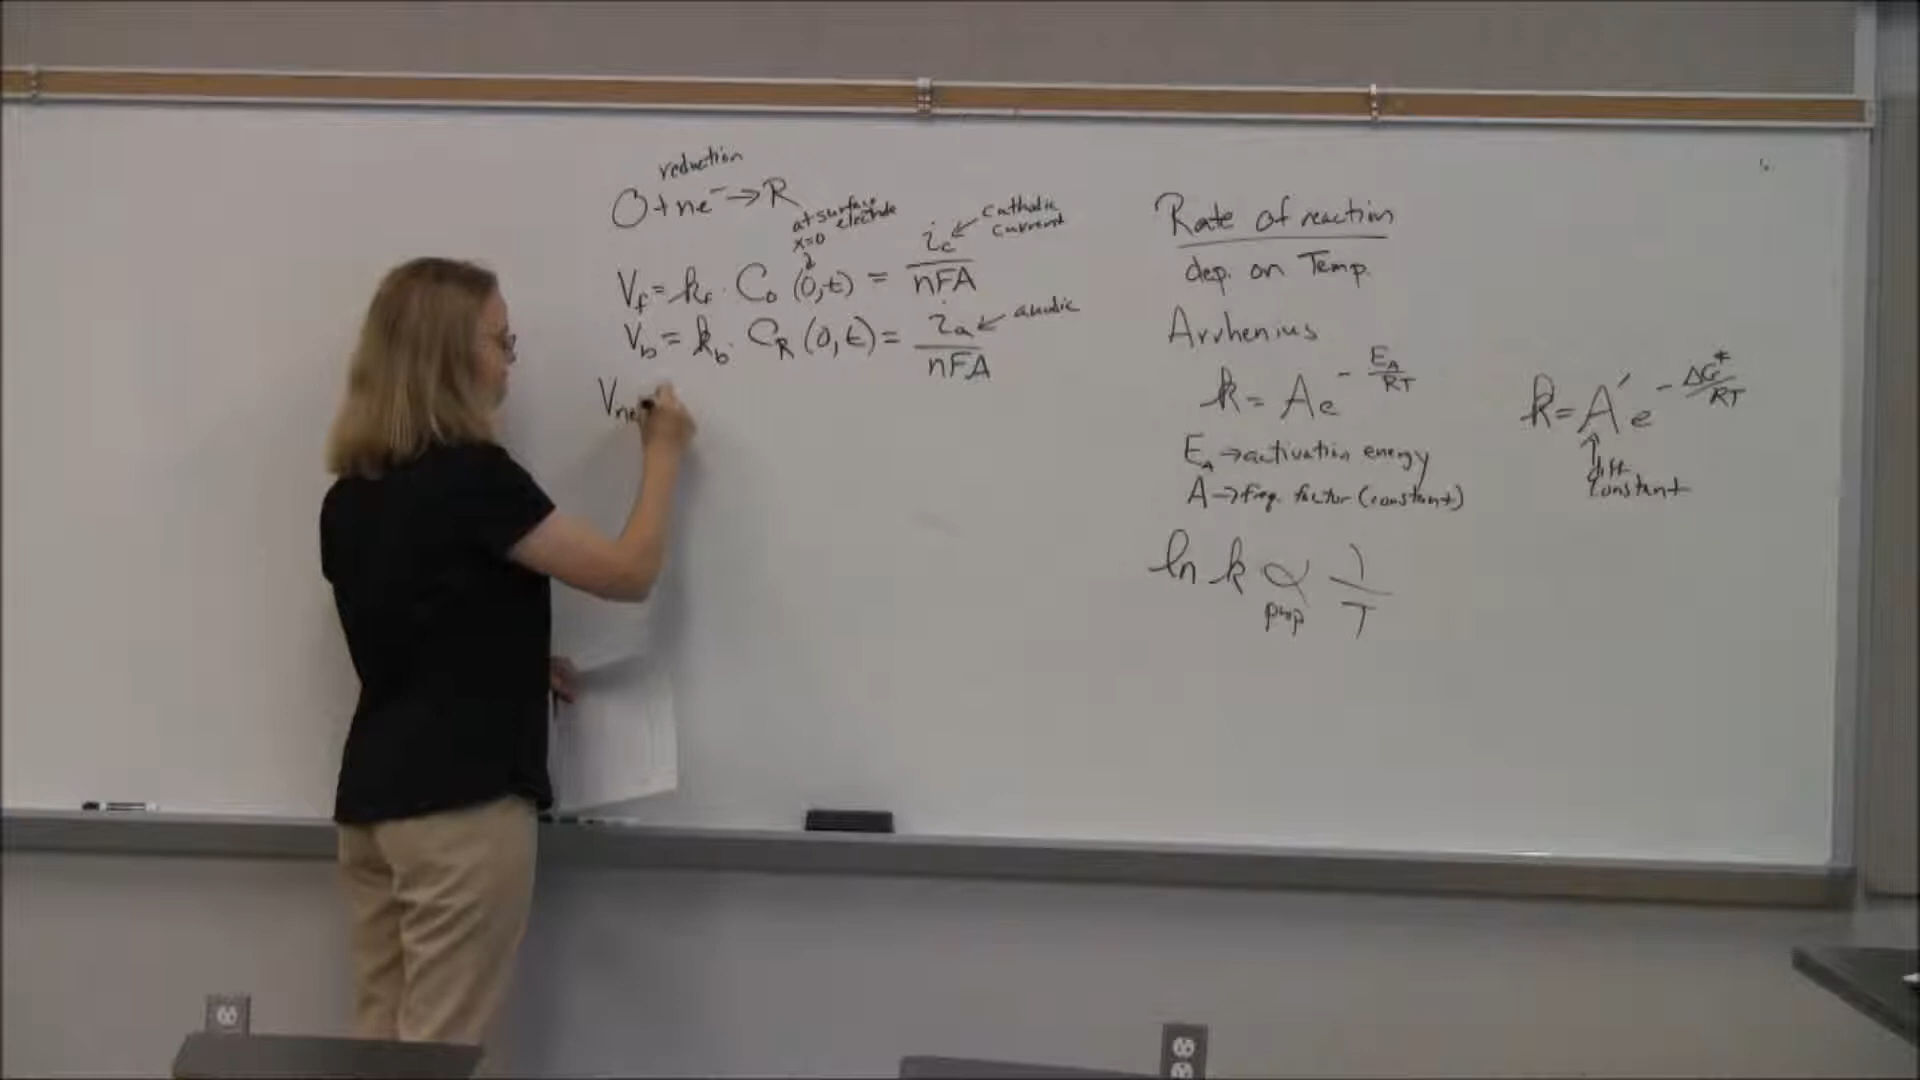 reduction
O + ne⁻ → R
at surface
electrode
x=0
V_f = k_f · C_O (0,t) = i_c / nFA
Cathodic
current
V_b = k_b · C_R (0,t) = i_a / nFA
anodic
V_ne
Rate of reaction
dep. on Temp.
Arrhenius
k = Ae^(-E_A/RT)
E_A → activation energy
A → freq. factor (constant)
ln k ∝ 1/T
prop
k = A′e^(-ΔG*/RT)
↑
diff
constant